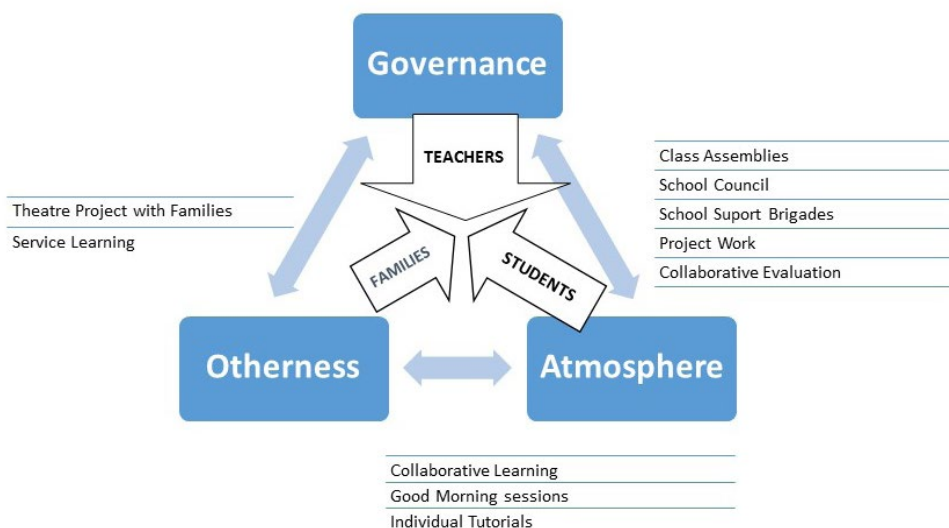 Governance
TEACHERS
Theatre Project with Families
Service Learning
Class Assemblies
School Council
School Suport Brigades
Project Work
Collaborative Evaluation
FAMILIES
STUDENTS
Otherness
Atmosphere
Collaborative Learning
Good Morning sessions
Individual Tutorials